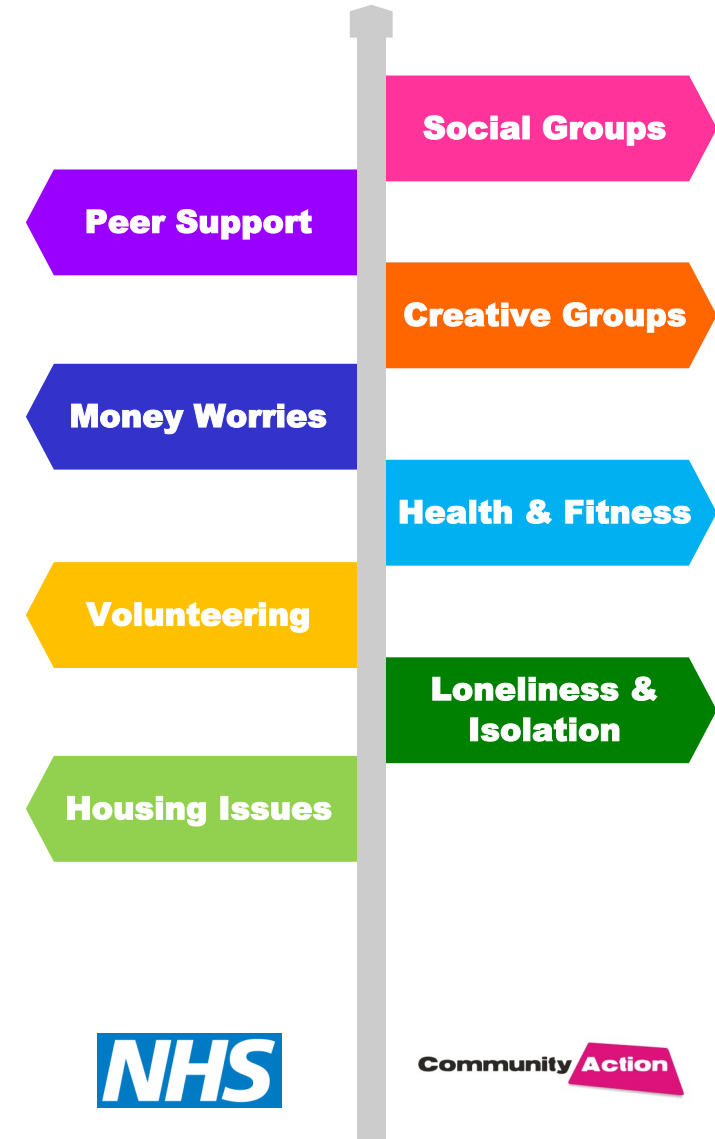 Social Groups
Peer Support
Creative Groups
Money Worries
Health & Fitness
Volunteering
Loneliness &
Isolation
Housing Issues
NHS
Community Action